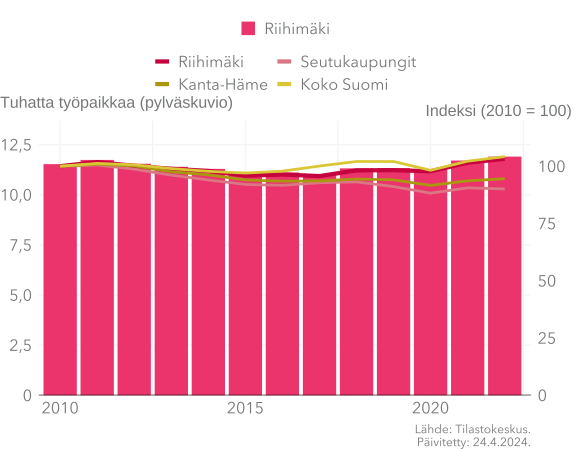 Riihimäki
Riihimäki Seutukaupungit
Kanta-Häme Koko Suomi
Tuhatta työpaikkaa (pylväskuvio)
Indeksi (2010 = 100)
12,5
10,0
7,5
5,0
2,5
0
100
75
50
25
0
2010 2015 2020
Lähde: Tilastokeskus.
Päivitetty: 24.4.2024.